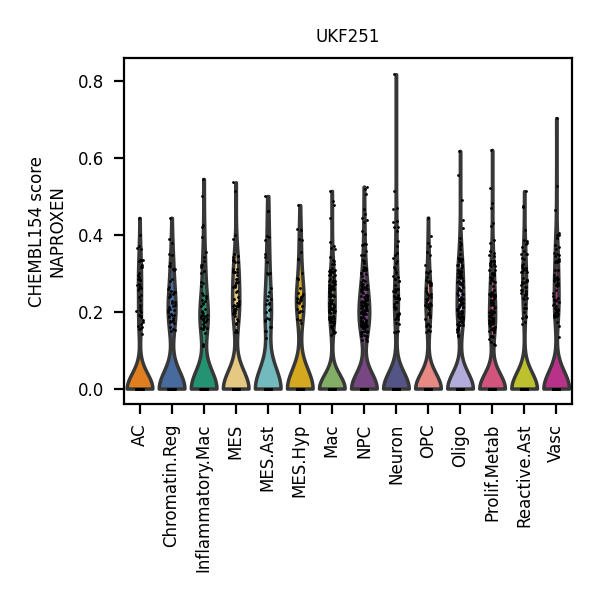 UKF251
CHEMBL154 score
NAPROXEN
0.8
0.6
0.4
0.2
0.0
AC
Chromatin.Reg
Inflammatory.Mac
MES
MES.Ast
MES.Hyp
Mac
NPC
Neuron
OPC
Oligo
Prolif.Metab
Reactive.Ast
Vasc